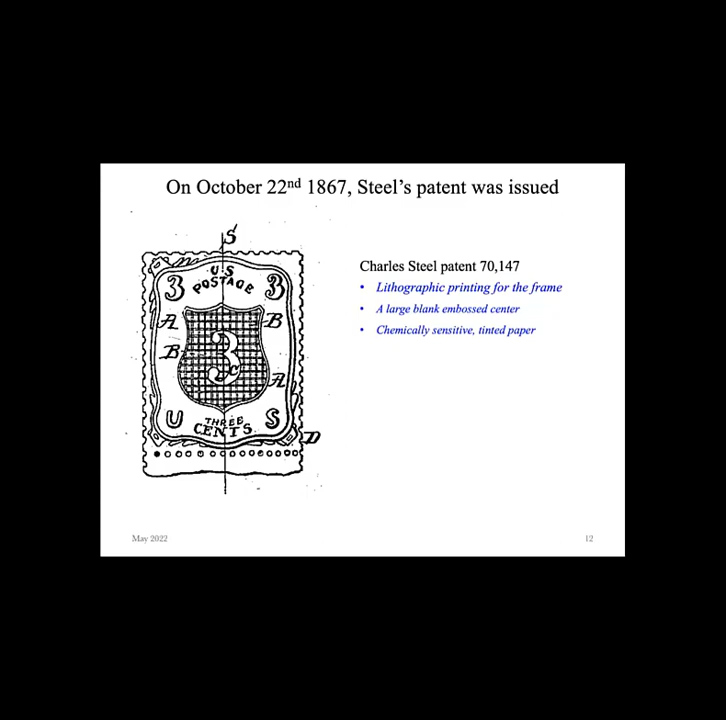 On October 22nd 1867, Steel's patent was issued
S
U.S
POSTAGE
3 3
A B
B 3c
A
U S
THREE
CENTS
D
Charles Steel patent 70,147
• Lithographic printing for the frame
• A large blank embossed center
• Chemically sensitive, tinted paper
May 2022
12